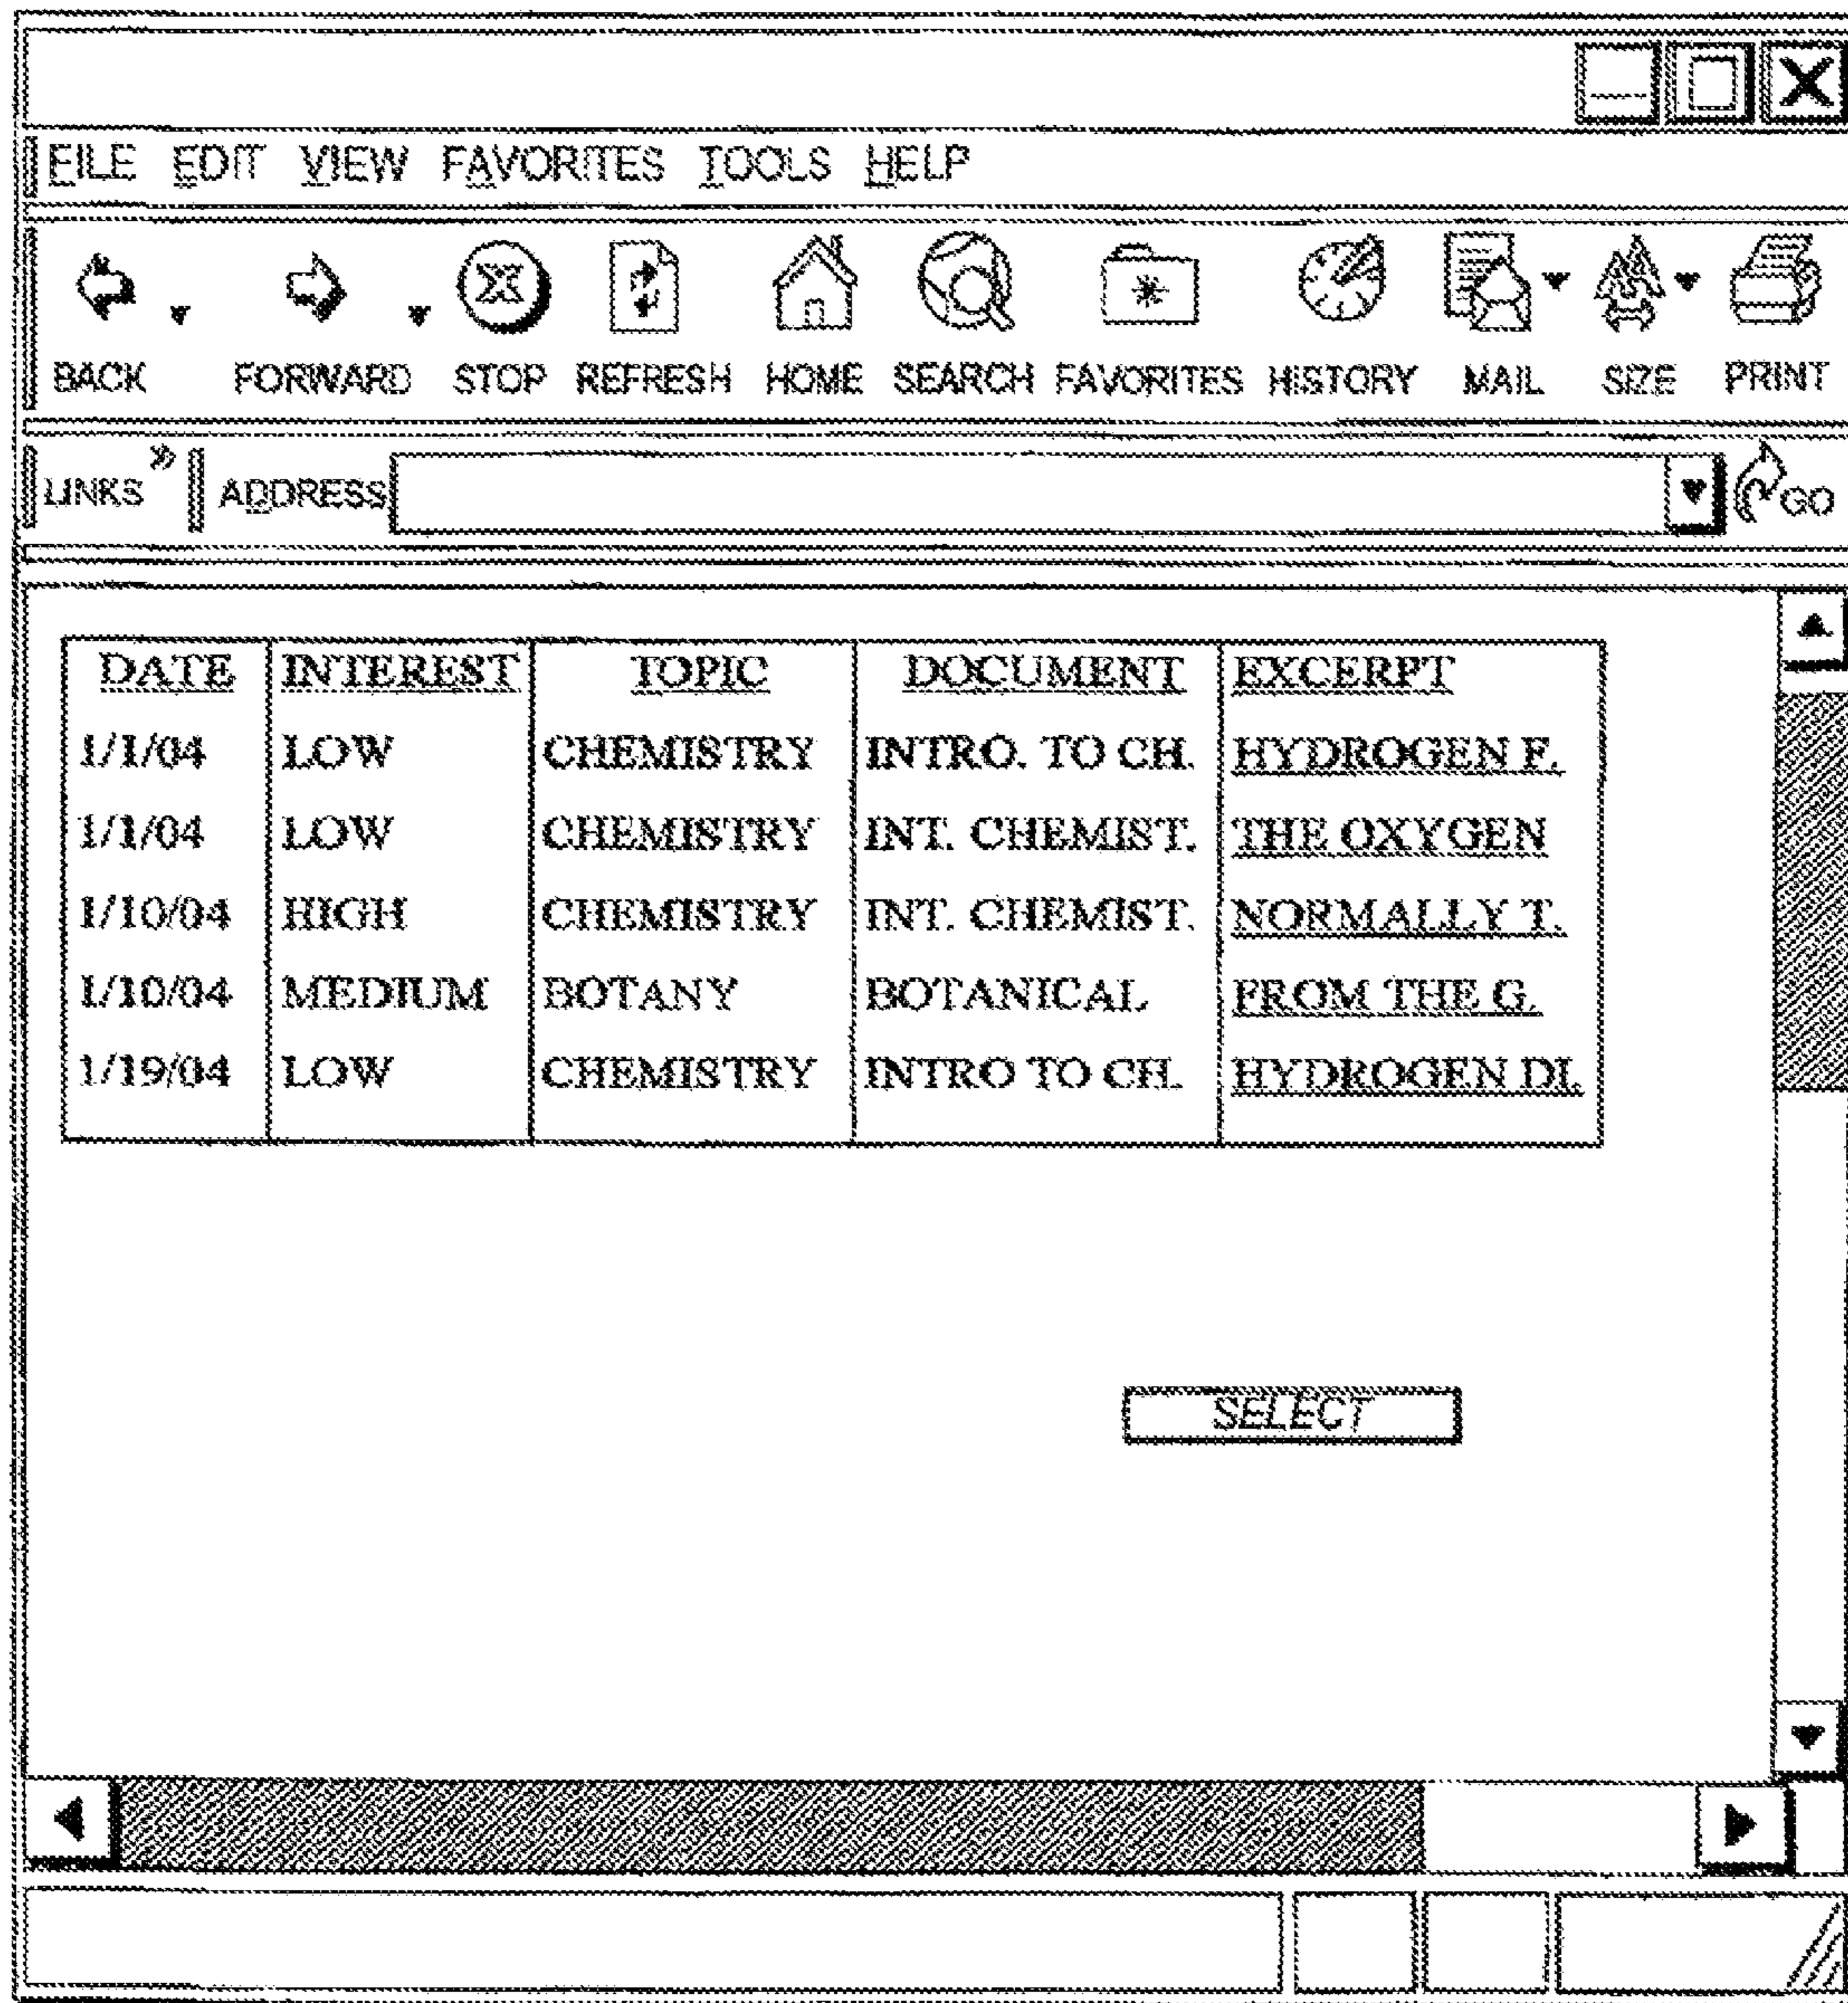 FILE EDIT VIEW FAVORITES TOOLS HELP
BACK FORWARD STOP REFRESH HOME SEARCH FAVORITES HISTORY MAIL SIZE PRINT
LINKS » ADDRESS GO
DATE INTEREST TOPIC DOCUMENT EXCERPT
1/1/04 LOW CHEMISTRY INTRO. TO CH. HYDROGEN F.
1/1/04 LOW CHEMISTRY INT. CHEMIST. THE OXYGEN
1/10/04 HIGH CHEMISTRY INT. CHEMIST. NORMALLY T.
1/10/04 MEDIUM BOTANY BOTANICAL FROM THE G.
1/19/04 LOW CHEMISTRY INTRO TO CH. HYDROGEN DI.
SELECT